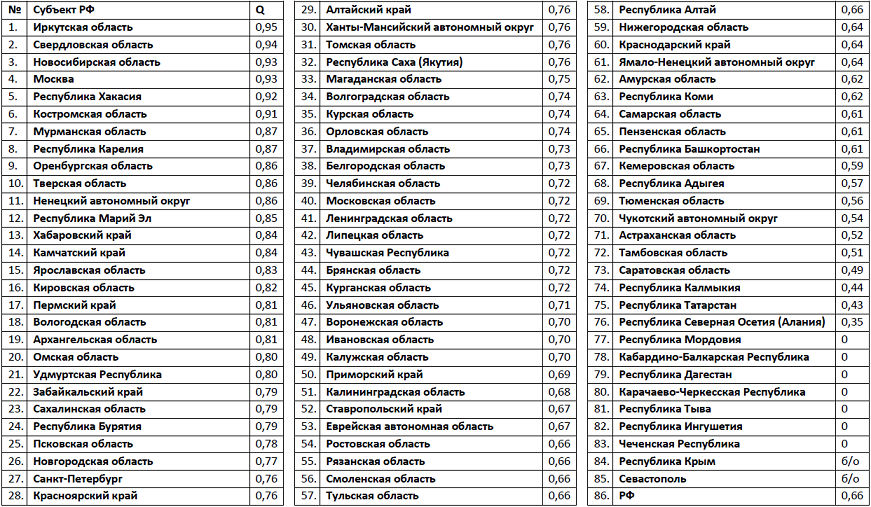 № Субъект РФ Q
1. Иркутская область 0,95
2. Свердловская область 0,94
3. Новосибирская область 0,93
4. Москва 0,93
5. Республика Хакасия 0,92
6. Костромская область 0,91
7. Мурманская область 0,87
8. Республика Карелия 0,87
9. Оренбургская область 0,86
10. Тверская область 0,86
11. Ненецкий автономный округ 0,86
12. Республика Марий Эл 0,85
13. Хабаровский край 0,84
14. Камчатский край 0,84
15. Ярославская область 0,83
16. Кировская область 0,82
17. Пермский край 0,81
18. Вологодская область 0,81
19. Архангельская область 0,81
20. Омская область 0,80
21. Удмуртская Республика 0,80
22. Забайкальский край 0,79
23. Сахалинская область 0,79
24. Республика Бурятия 0,79
25. Псковская область 0,78
26. Новгородская область 0,77
27. Санкт-Петербург 0,76
28. Красноярский край 0,76
29. Алтайский край 0,76
30. Ханты-Мансийский автономный округ 0,76
31. Томская область 0,76
32. Республика Саха (Якутия) 0,76
33. Магаданская область 0,75
34. Волгоградская область 0,74
35. Курская область 0,74
36. Орловская область 0,74
37. Владимирская область 0,73
38. Белгородская область 0,73
39. Челябинская область 0,72
40. Московская область 0,72
41. Ленинградская область 0,72
42. Липецкая область 0,72
43. Чувашская Республика 0,72
44. Брянская область 0,72
45. Курганская область 0,72
46. Ульяновская область 0,71
47. Воронежская область 0,70
48. Ивановская область 0,70
49. Калужская область 0,70
50. Приморский край 0,69
51. Калининградская область 0,68
52. Ставропольский край 0,67
53. Еврейская автономная область 0,67
54. Ростовская область 0,66
55. Рязанская область 0,66
56. Смоленская область 0,66
57. Тульская область 0,66
58. Республика Алтай 0,66
59. Нижегородская область 0,64
60. Краснодарский край 0,64
61. Ямало-Ненецкий автономный округ 0,64
62. Амурская область 0,62
63. Республика Коми 0,62
64. Самарская область 0,61
65. Пензенская область 0,61
66. Республика Башкортостан 0,61
67. Кемеровская область 0,59
68. Республика Адыгея 0,57
69. Тюменская область 0,56
70. Чукотский автономный округ 0,54
71. Астраханская область 0,52
72. Тамбовская область 0,51
73. Саратовская область 0,49
74. Республика Калмыкия 0,44
75. Республика Татарстан 0,43
76. Республика Северная Осетия (Алания) 0,35
77. Республика Мордовия 0
78. Кабардино-Балкарская Республика 0
79. Республика Дагестан 0
80. Карачаево-Черкесская Республика 0
81. Республика Тыва 0
82. Республика Ингушетия 0
83. Чеченская Республика 0
84. Республика Крым б/о
85. Севастополь б/о
86. РФ 0,66